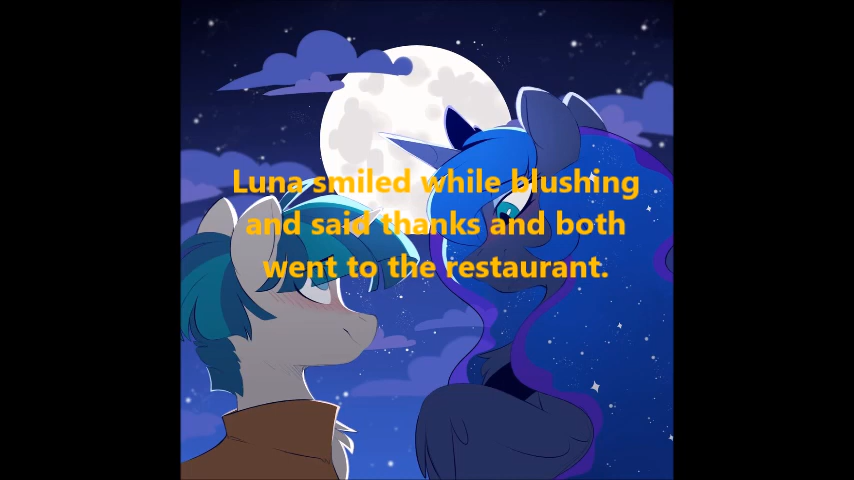 Luna smiled while blushing
and said thanks and both
went to the restaurant.